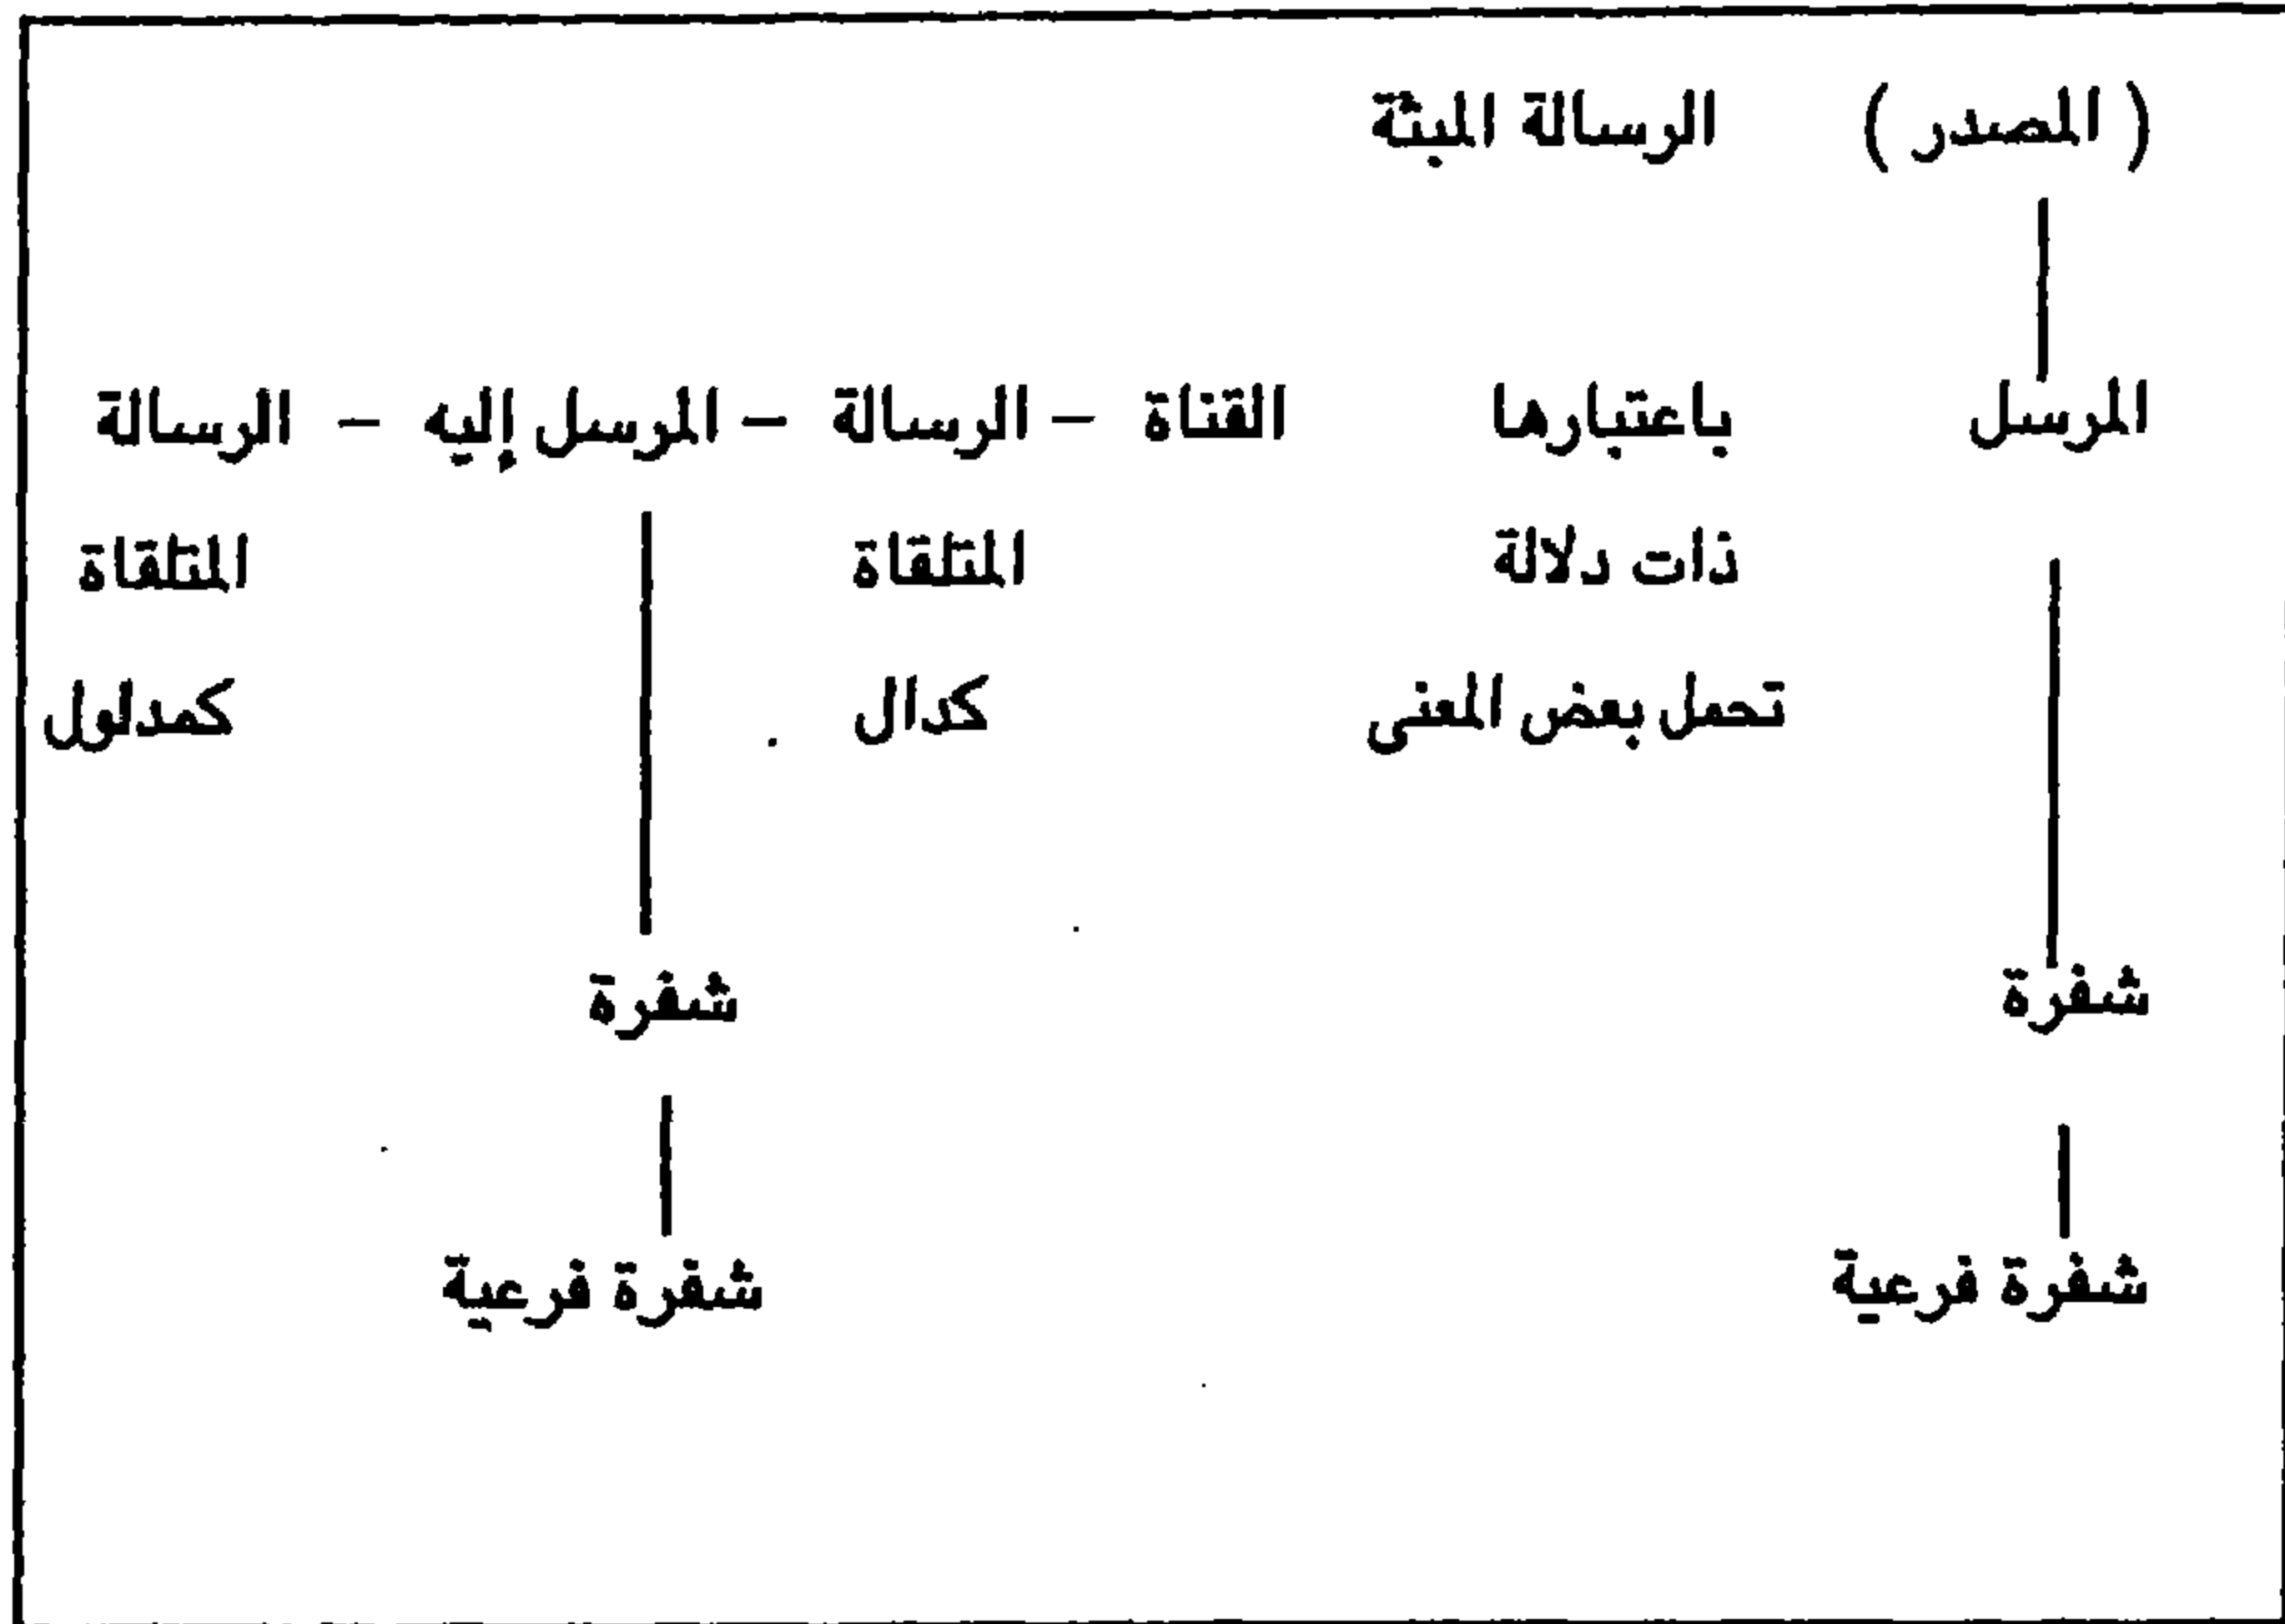 ( المصدر ) الرسالة المبثة
المرسل باعتبارها القناة – الرسالة – المرسل إليه – الرسالة
ذات دلالة المتلقاة المتلقاة
تحمل بعض المعنى كدال كمدلول
شفرة شفرة
شفرة فرعية شفرة فرعية